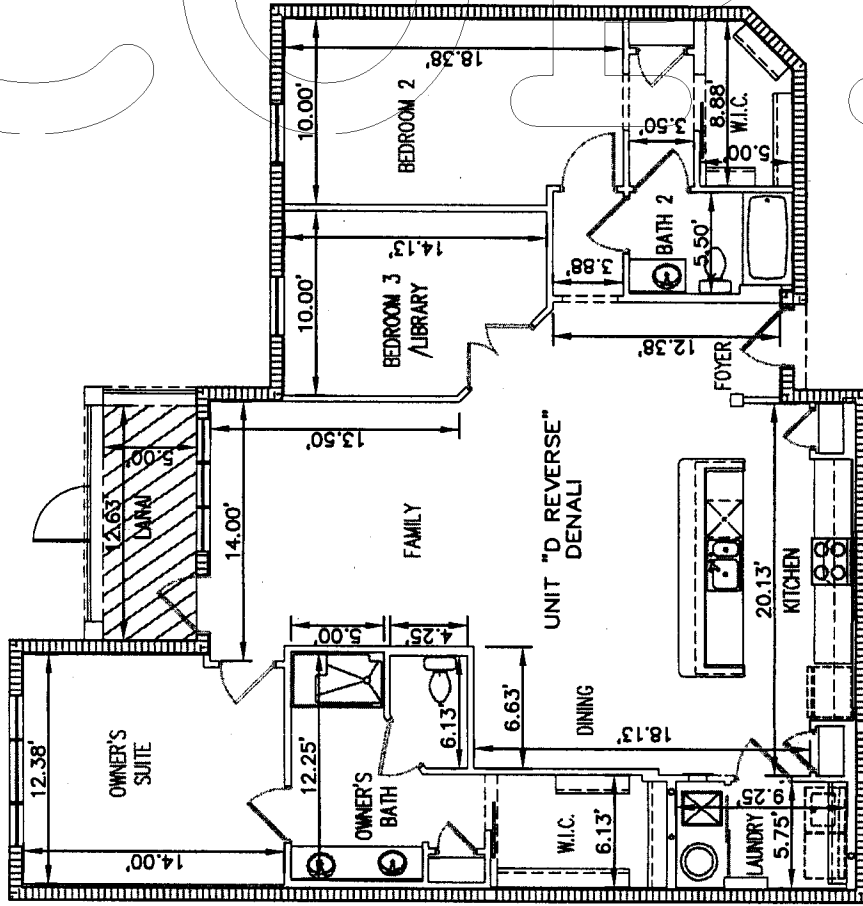 18.38'
10.00'
BEDROOM 2
3.50'
8.88'
W.I.C.
5.00'
14.13'
10.00'
BEDROOM 3
/LIBRARY
3.88'
BATH 2
5.50'
12.38'
FOYER
12.63'
5.00'
LANAI
14.00'
13.50'
FAMILY
UNIT "D REVERSE"
DENALI
20.13'
KITCHEN
5.00'
4.25'
12.38'
OWNER'S
SUITE
14.00'
12.25'
OWNER'S
BATH
6.13'
6.63'
DINING
18.13'
W.I.C.
6.13'
LAUNDRY
9.25'
5.75'